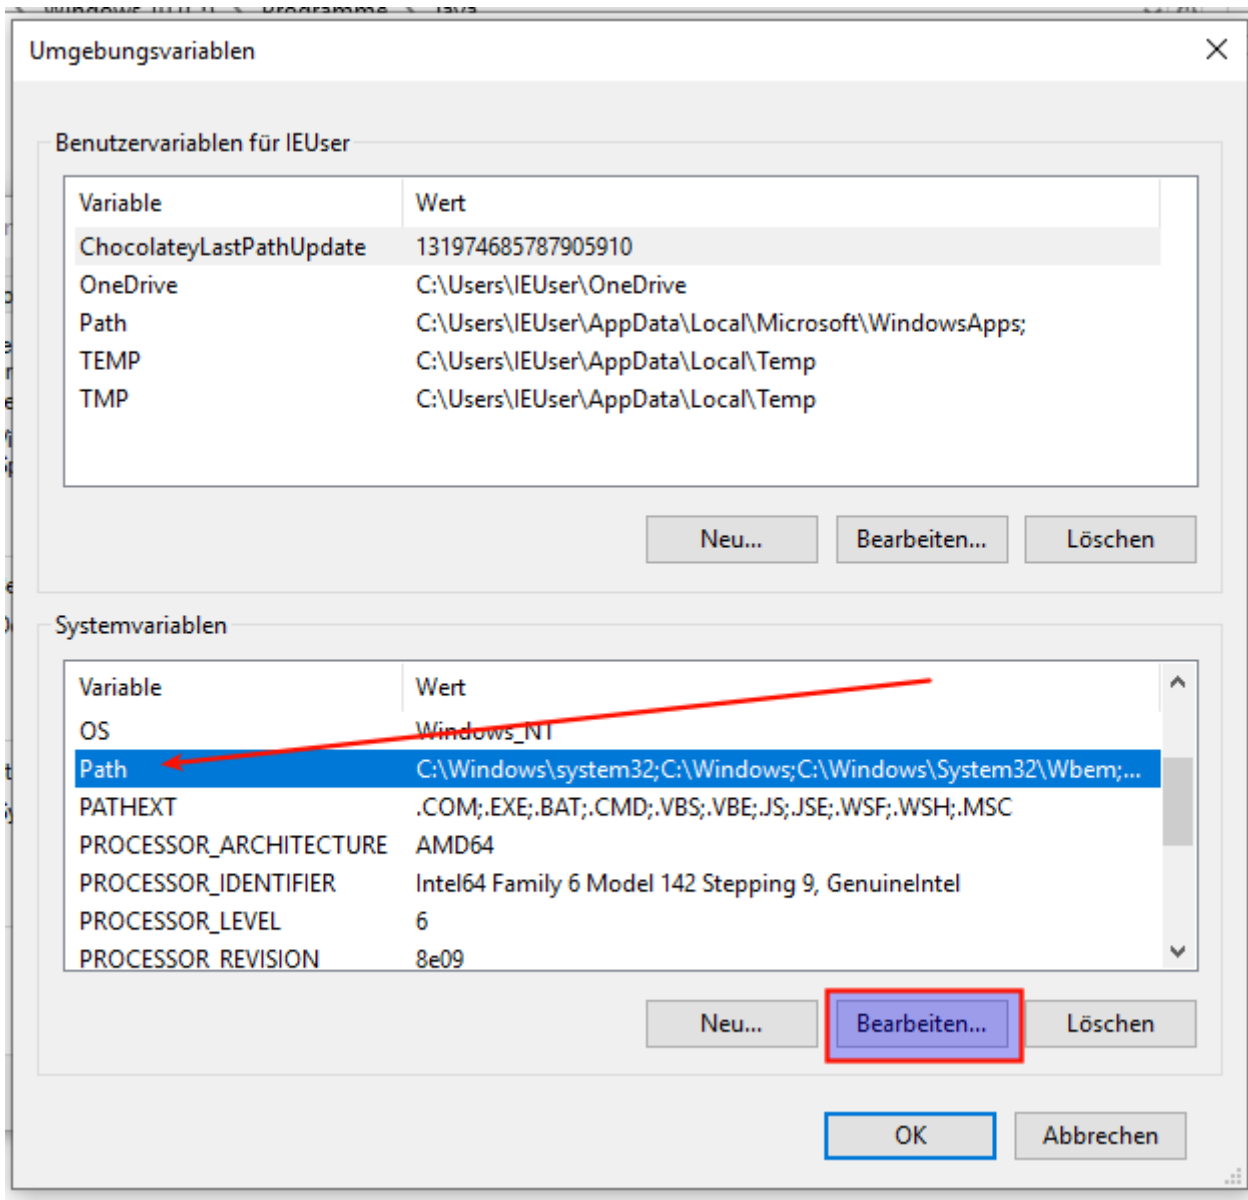 Programme > Java
Umgebungsvariablen
Benutzervariablen für IEUser
Variable Wert
ChocolateyLastPathUpdate 131974685787905910
OneDrive C:\Users\IEUser\OneDrive
Path C:\Users\IEUser\AppData\Local\Microsoft\WindowsApps;
TEMP C:\Users\IEUser\AppData\Local\Temp
TMP C:\Users\IEUser\AppData\Local\Temp
Neu... Bearbeiten... Löschen
Systemvariablen
Variable Wert
OS Windows_NT
Path C:\Windows\system32;C:\Windows;C:\Windows\System32\Wbem;...
PATHEXT .COM;.EXE;.BAT;.CMD;.VBS;.VBE;.JS;.JSE;.WSF;.WSH;.MSC
PROCESSOR_ARCHITECTURE AMD64
PROCESSOR_IDENTIFIER Intel64 Family 6 Model 142 Stepping 9, GenuineIntel
PROCESSOR_LEVEL 6
PROCESSOR_REVISION 8e09
Neu... Bearbeiten... Löschen
OK Abbrechen